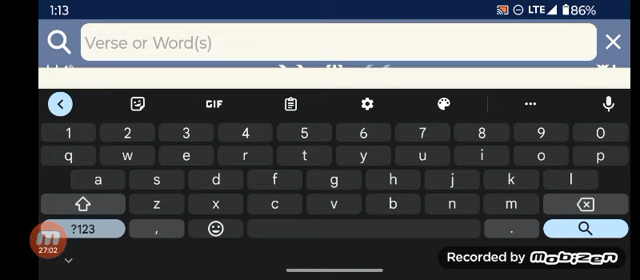 1:13 LTE 86%
Verse or Word(s)
GIF
1 2 3 4 5 6 7 8 9 0
q w e r t y u i o p
a s d f g h j k l
z x c v b n m
?123 , .
27:02
Recorded by mobizen